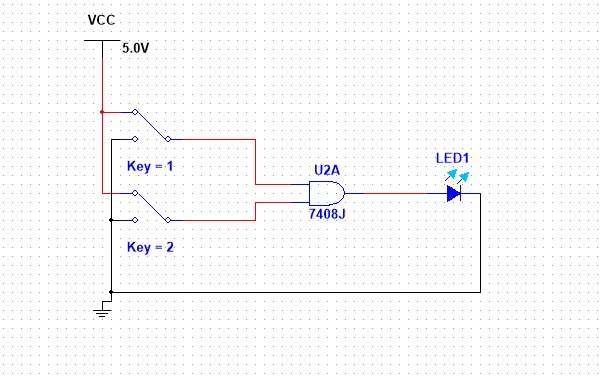 VCC
5.0V
Key = 1
U2A
7408J
LED1
Key = 2